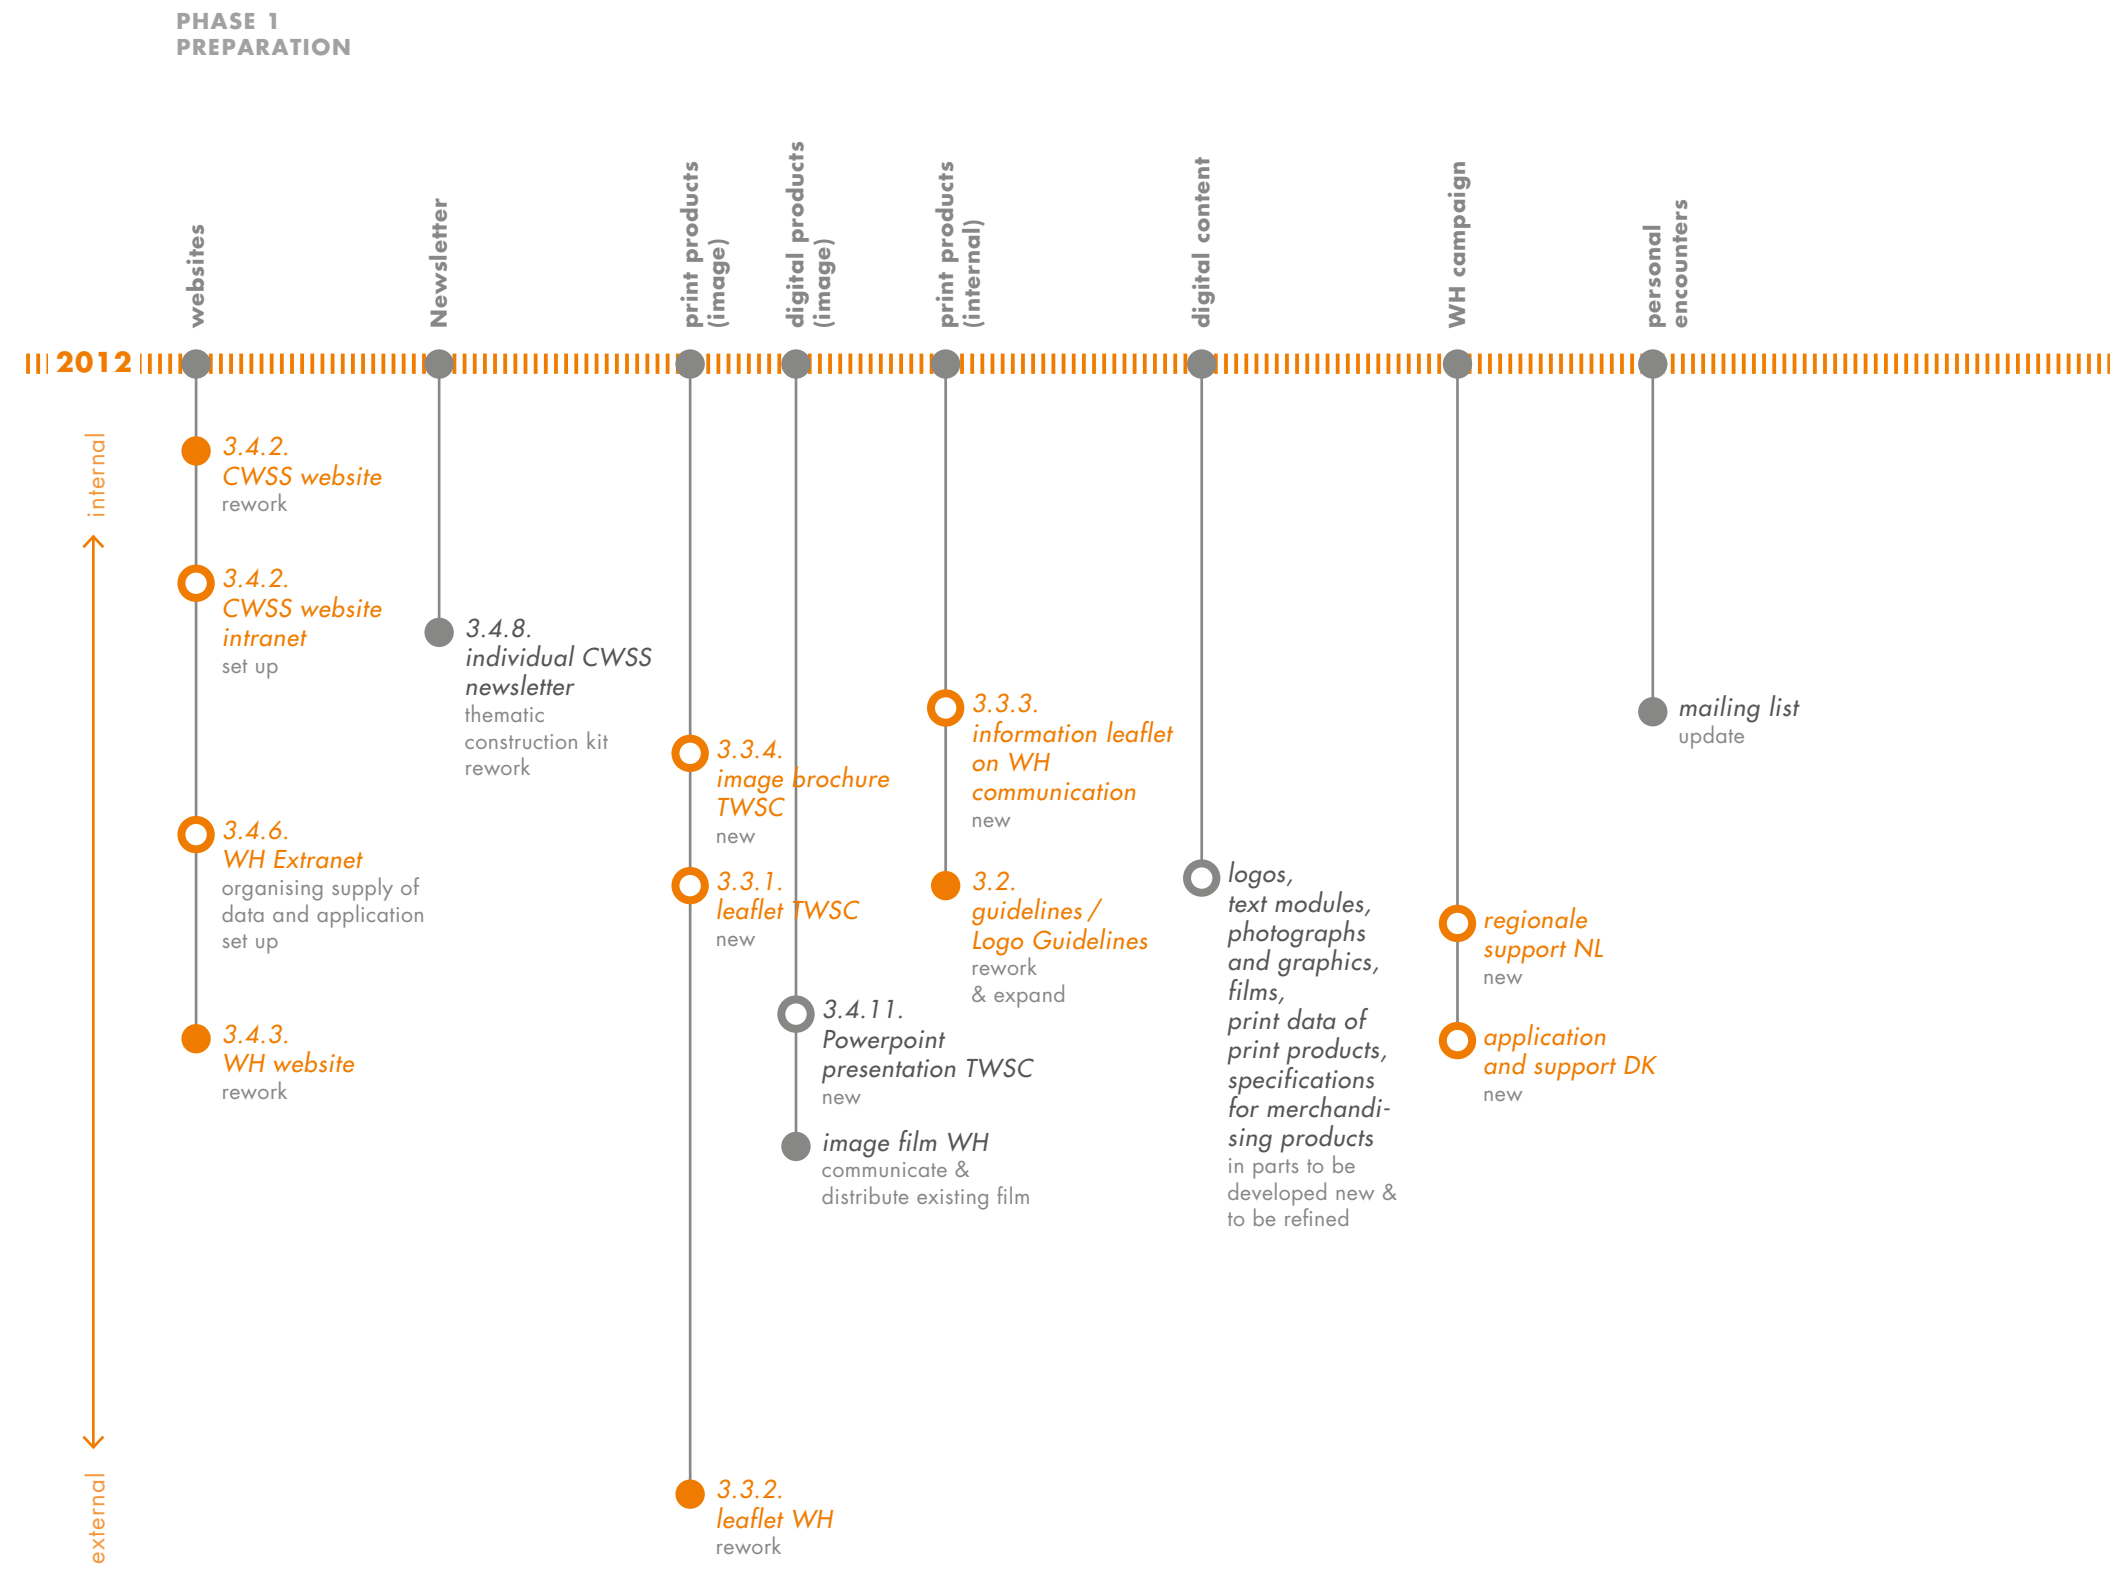 PHASE 1
PREPARATION
websites
Newsletter
print products
(image)
digital products
(image)
print products
(internal)
digital content
WH campaign
personal
encounters
2012
internal
external
3.4.2.
CWSS website
rework
3.4.2.
CWSS website
intranet
set up
3.4.6.
WH Extranet
organising supply of
data and application
set up
3.4.3.
WH website
rework
3.4.8.
individual CWSS
newsletter
thematic
construction kit
rework
3.3.4.
image brochure
TWSC
new
3.3.1.
leaflet TWSC
new
3.3.2.
leaflet WH
rework
3.4.11.
Powerpoint
presentation TWSC
new
image film WH
communicate &
distribute existing film
3.3.3.
information leaflet
on WH
communication
new
3.2.
guidelines /
Logo Guidelines
rework
& expand
logos,
text modules,
photographs
and graphics,
films,
print data of
print products,
specifications
for merchandi-
sing products
in parts to be
developed new &
to be refined
regionale
support NL
new
application
and support DK
new
mailing list
update